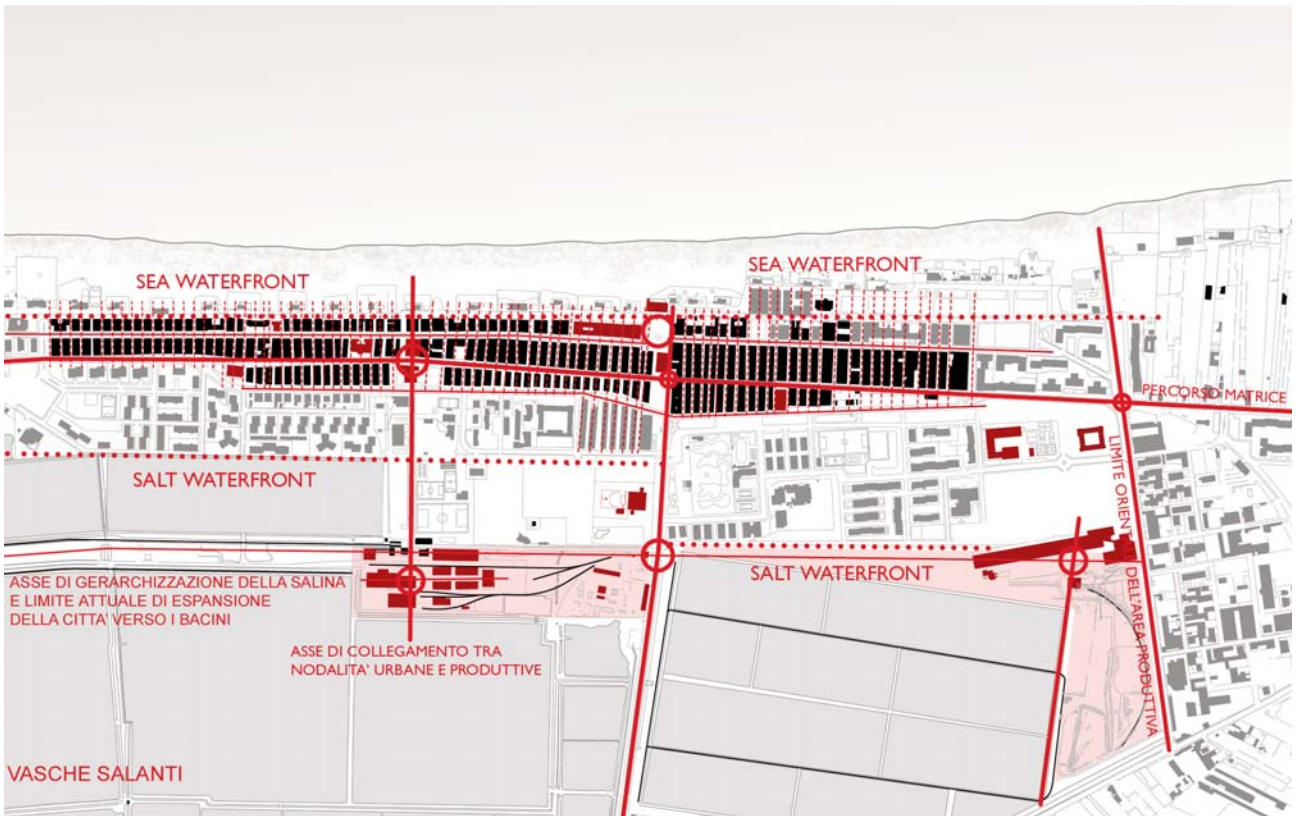 SEA WATERFRONT
SEA WATERFRONT
PERCORSO MATRICE
SALT WATERFRONT
LIMITE ORIENTALE DELL'AREA PRODUTTIVA
SALT WATERFRONT
ASSE DI GERARCHIZZAZIONE DELLA SALINA
E LIMITE ATTUALE DI ESPANSIONE
DELLA CITTA' VERSO I BACINI
ASSE DI COLLEGAMENTO TRA
NODALITA' URBANE E PRODUTTIVE
VASCHE SALANTI